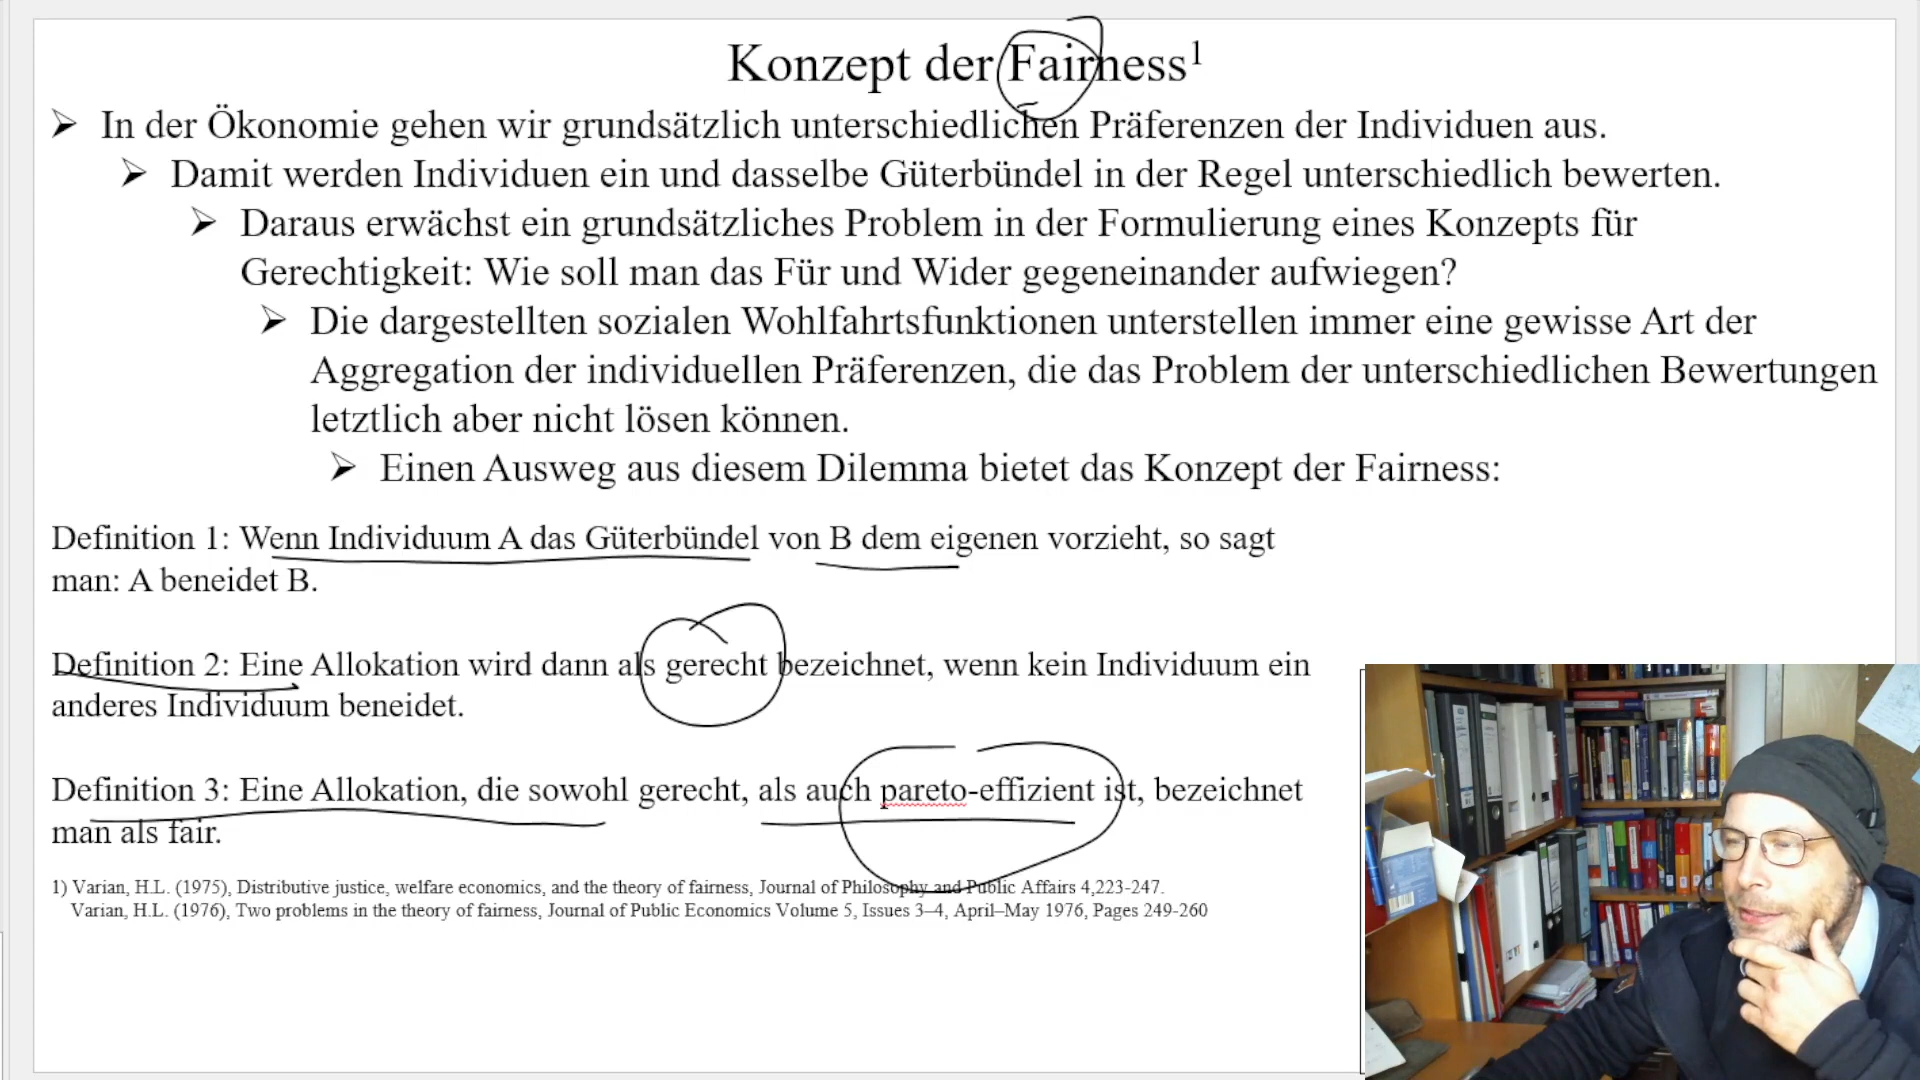 Konzept der Fairness¹
➢ In der Ökonomie gehen wir grundsätzlich unterschiedlichen Präferenzen der Individuen aus.
➢ Damit werden Individuen ein und dasselbe Güterbündel in der Regel unterschiedlich bewerten.
➢ Daraus erwächst ein grundsätzliches Problem in der Formulierung eines Konzepts für
Gerechtigkeit: Wie soll man das Für und Wider gegeneinander aufwiegen?
➢ Die dargestellten sozialen Wohlfahrtsfunktionen unterstellen immer eine gewisse Art der
Aggregation der individuellen Präferenzen, die das Problem der unterschiedlichen Bewertungen
letztlich aber nicht lösen können.
➢ Einen Ausweg aus diesem Dilemma bietet das Konzept der Fairness:
Definition 1: Wenn Individuum A das Güterbündel von B dem eigenen vorzieht, so sagt
man: A beneidet B.
Definition 2: Eine Allokation wird dann als gerecht bezeichnet, wenn kein Individuum ein
anderes Individuum beneidet.
Definition 3: Eine Allokation, die sowohl gerecht, als auch pareto-effizient ist, bezeichnet
man als fair.
1) Varian, H.L. (1975), Distributive justice, welfare economics, and the theory of fairness, Journal of Philosophy and Public Affairs 4,223-247.
Varian, H.L. (1976), Two problems in the theory of fairness, Journal of Public Economics Volume 5, Issues 3–4, April–May 1976, Pages 249-260